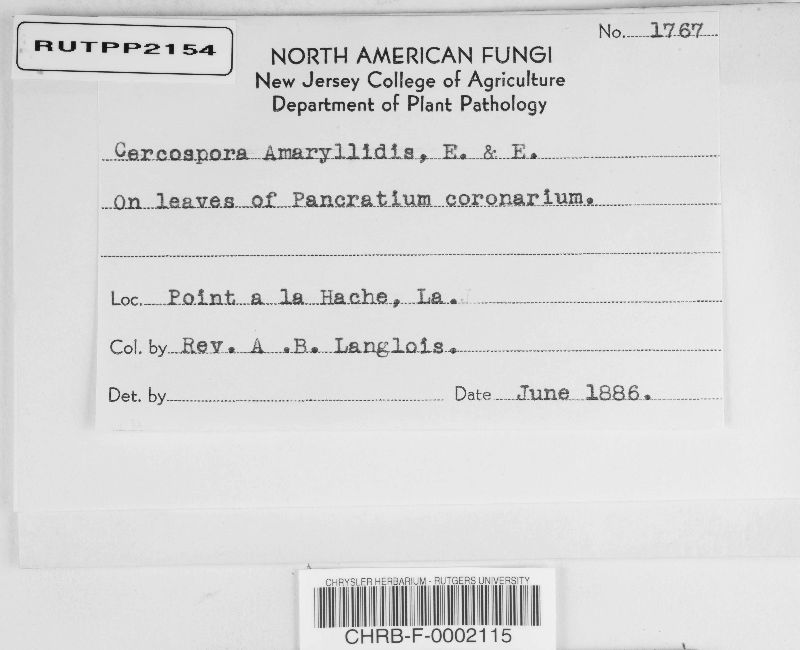 No. 1767
RUTPP2154
NORTH AMERICAN FUNGI
New Jersey College of Agriculture
Department of Plant Pathology
Cercospora Amaryllidis, E. & E.
On leaves of Pancratium coronarium.
Loc. Point a la Hache, La.
Col. by Rev. A .B. Langlois.
Det. by Date June 1886.
CHRYSLER HERBARIUM - RUTGERS UNIVERSITY
CHRB-F-0002115